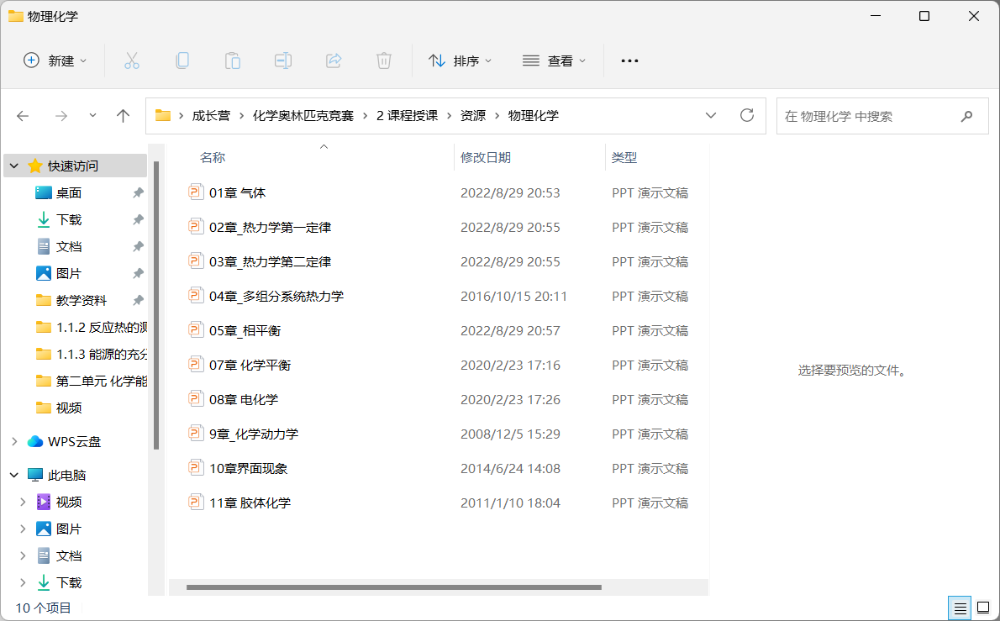 物理化学
新建 排序 查看
成长营 化学奥林匹克竞赛 2 课程授课 资源 物理化学 在 物理化学 中搜索
名称 修改日期 类型
快速访问
桌面
下载
文档
图片
教学资料
1.1.2 反应热的测
1.1.3 能源的充分
第二单元 化学能
视频
WPS云盘
此电脑
视频
图片
文档
下载
01章 气体 2022/8/29 20:53 PPT 演示文稿
02章_热力学第一定律 2022/8/29 20:55 PPT 演示文稿
03章_热力学第二定律 2022/8/29 20:55 PPT 演示文稿
04章_多组分系统热力学 2016/10/15 20:11 PPT 演示文稿
05章_相平衡 2022/8/29 20:57 PPT 演示文稿
07章 化学平衡 2020/2/23 17:16 PPT 演示文稿
08章 电化学 2020/2/23 17:26 PPT 演示文稿
9章_化学动力学 2008/12/5 15:29 PPT 演示文稿
10章界面现象 2014/6/24 14:08 PPT 演示文稿
11章 胶体化学 2011/1/10 18:04 PPT 演示文稿
选择要预览的文件。
10 个项目